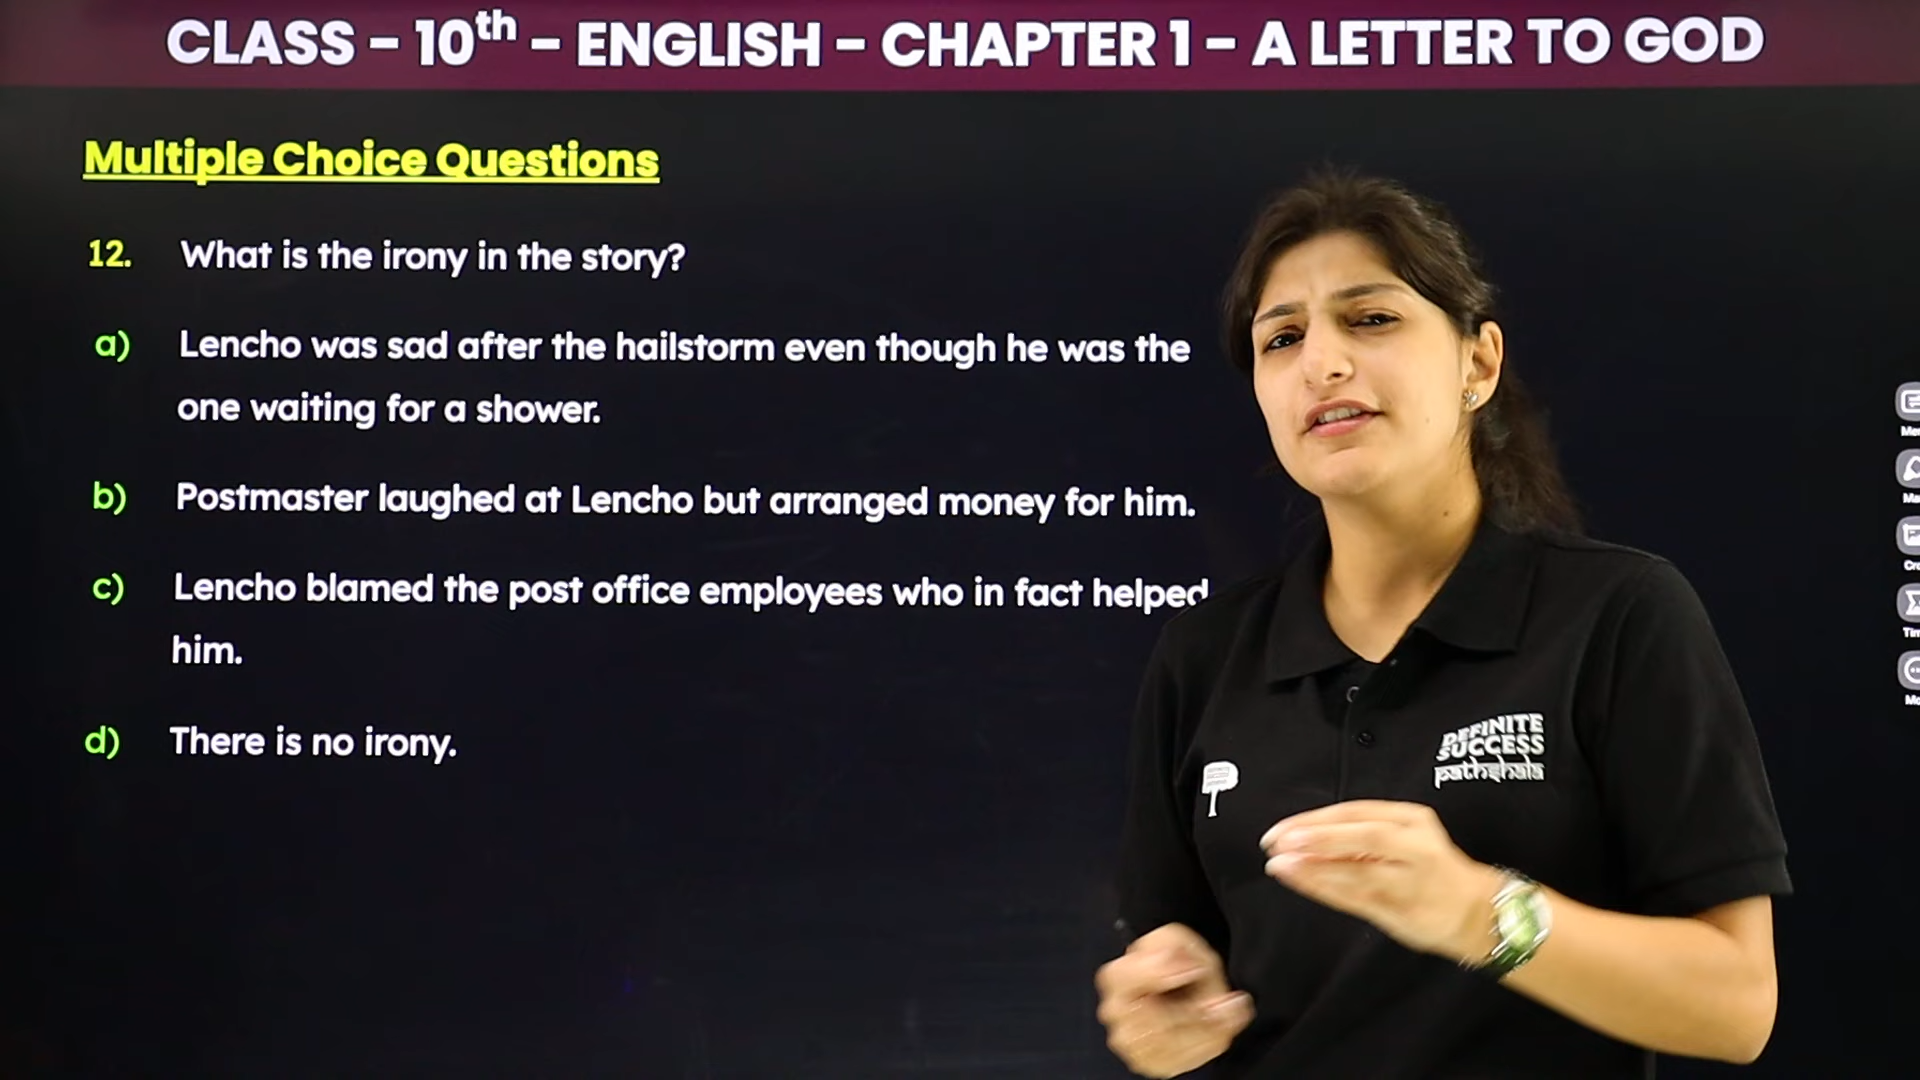 CLASS – 10th – ENGLISH – CHAPTER 1 – A LETTER TO GOD
Multiple Choice Questions
12. What is the irony in the story?
a) Lencho was sad after the hailstorm even though he was the
one waiting for a shower.
b) Postmaster laughed at Lencho but arranged money for him.
c) Lencho blamed the post office employees who in fact helped
him.
d) There is no irony.
DEFINITE
SUCCESS
pathshala